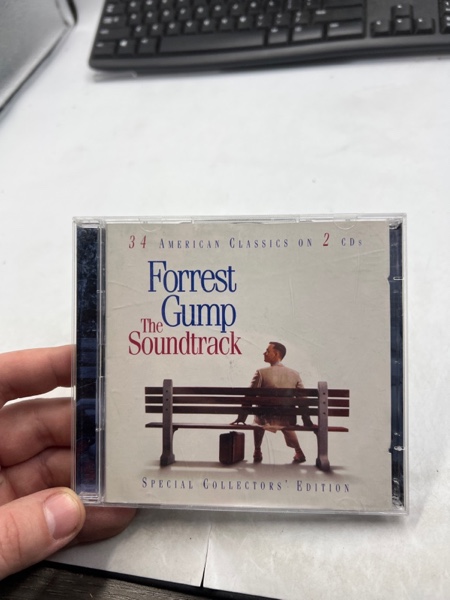 34 AMERICAN CLASSICS ON 2 CDs
Forrest
Gump
The
Soundtrack
SPECIAL COLLECTORS' EDITION